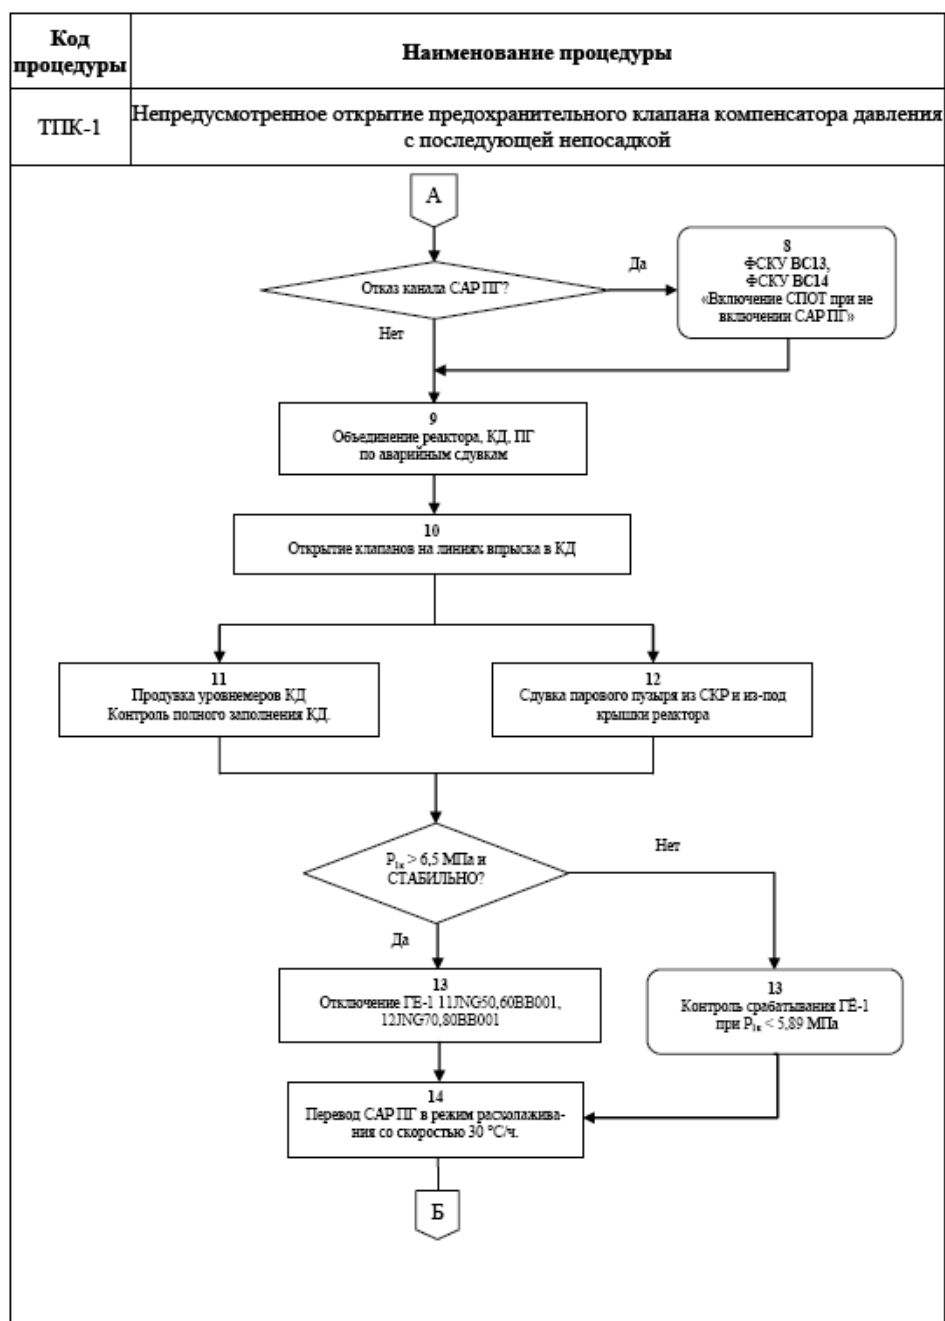 Код
процедуры
Наименование процедуры
ТПК-1
Непредусмотренное открытие предохранительного клапана компенсатора давления
с последующей непосадкой
А
Отказ канала САР ПГ?
Да
8
ФСКУ BC13,
ФСКУ BC14
«Включение СПОТ при не
включении САР ПГ»
Нет
9
Объединение реактора, КД, ПГ
по аварийным сдувкам
10
Открытие клапанов на линиях впрыска в КД
11
Продувка уровнемеров КД
Контроль полного заполнения КД.
12
Сдувка парового пузыря из СКР и из-под
крышки реактора
P1к > 6,5 МПа и
СТАБИЛЬНО?
Нет
Да
13
Отключение ГЕ-1 11JNG50,60BB001,
12JNG70,80BB001
13
Контроль срабатывания ГЁ-1
при P1к < 5,89 МПа
14
Перевод САР ПГ в режим расхолажива-
ния со скоростью 30 °С/ч.
Б